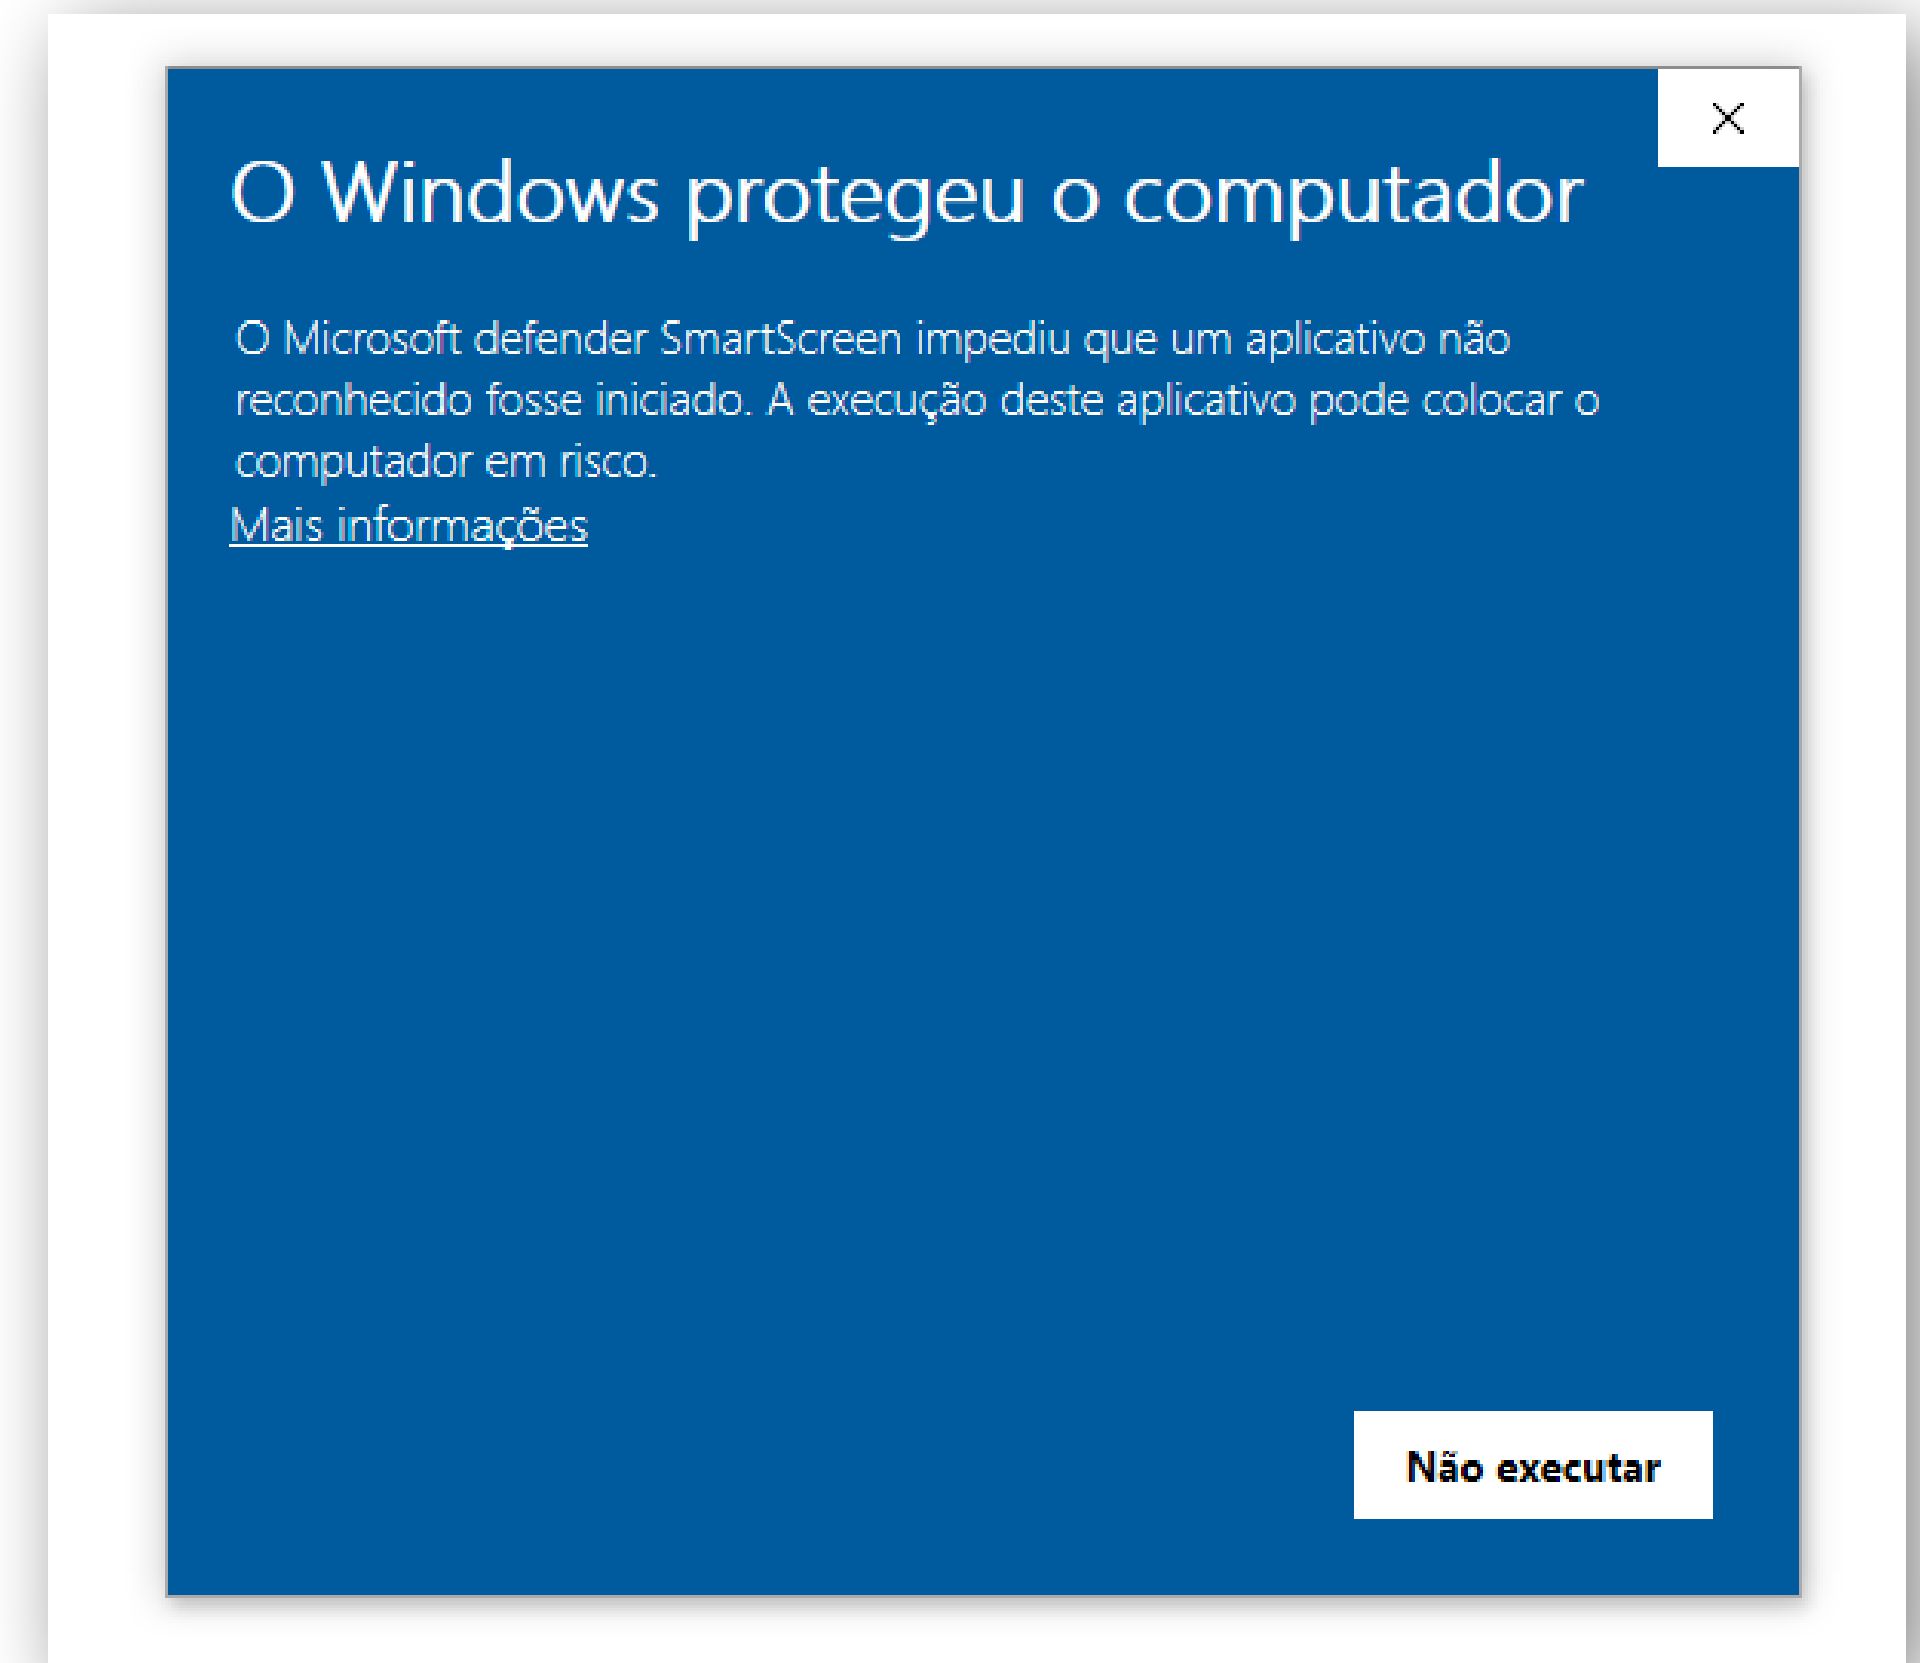 O Windows protegeu o computador
O Microsoft defender SmartScreen impediu que um aplicativo não
reconhecido fosse iniciado. A execução deste aplicativo pode colocar o
computador em risco.
Mais informações
Não executar